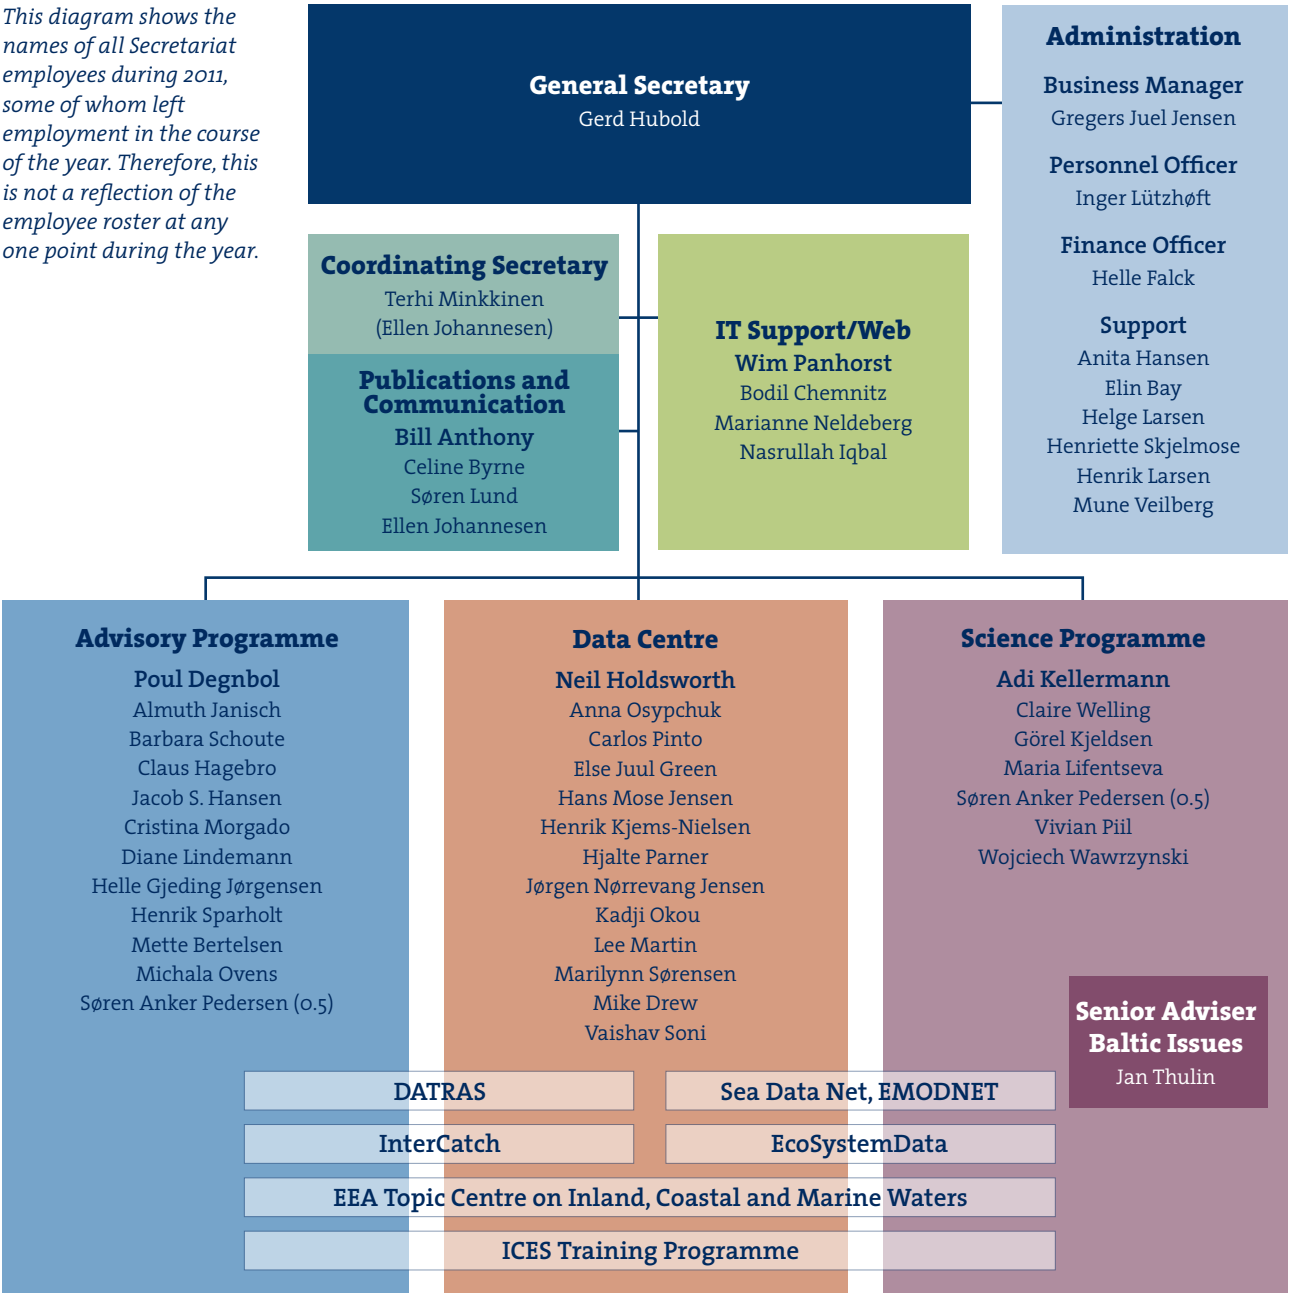 This diagram shows the
names of all Secretariat
employees during 2011,
some of whom left
employment in the course
of the year. Therefore, this
is not a reflection of the
employee roster at any
one point during the year.
General Secretary
Gerd Hubold
Administration
Business Manager
Gregers Juel Jensen
Personnel Officer
Inger Lützhøft
Finance Officer
Helle Falck
Support
Anita Hansen
Elin Bay
Helge Larsen
Henriette Skjelmose
Henrik Larsen
Mune Veilberg
Coordinating Secretary
Terhi Minkkinen
(Ellen Johannesen)
Publications and
Communication
Bill Anthony
Celine Byrne
Søren Lund
Ellen Johannesen
IT Support/Web
Wim Panhorst
Bodil Chemnitz
Marianne Neldeberg
Nasrullah Iqbal
Advisory Programme
Poul Degnbol
Almuth Janisch
Barbara Schoute
Claus Hagebro
Jacob S. Hansen
Cristina Morgado
Diane Lindemann
Helle Gjeding Jørgensen
Henrik Sparholt
Mette Bertelsen
Michala Ovens
Søren Anker Pedersen (0.5)
Data Centre
Neil Holdsworth
Anna Osypchuk
Carlos Pinto
Else Juul Green
Hans Mose Jensen
Henrik Kjems-Nielsen
Hjalte Parner
Jørgen Nørrevang Jensen
Kadji Okou
Lee Martin
Marilynn Sørensen
Mike Drew
Vaishav Soni
Science Programme
Adi Kellermann
Claire Welling
Görel Kjeldsen
Maria Lifentseva
Søren Anker Pedersen (0.5)
Vivian Piil
Wojciech Wawrzynski
Senior Adviser
Baltic Issues
Jan Thulin
DATRAS
Sea Data Net, EMODNET
InterCatch
EcoSystemData
EEA Topic Centre on Inland, Coastal and Marine Waters
ICES Training Programme